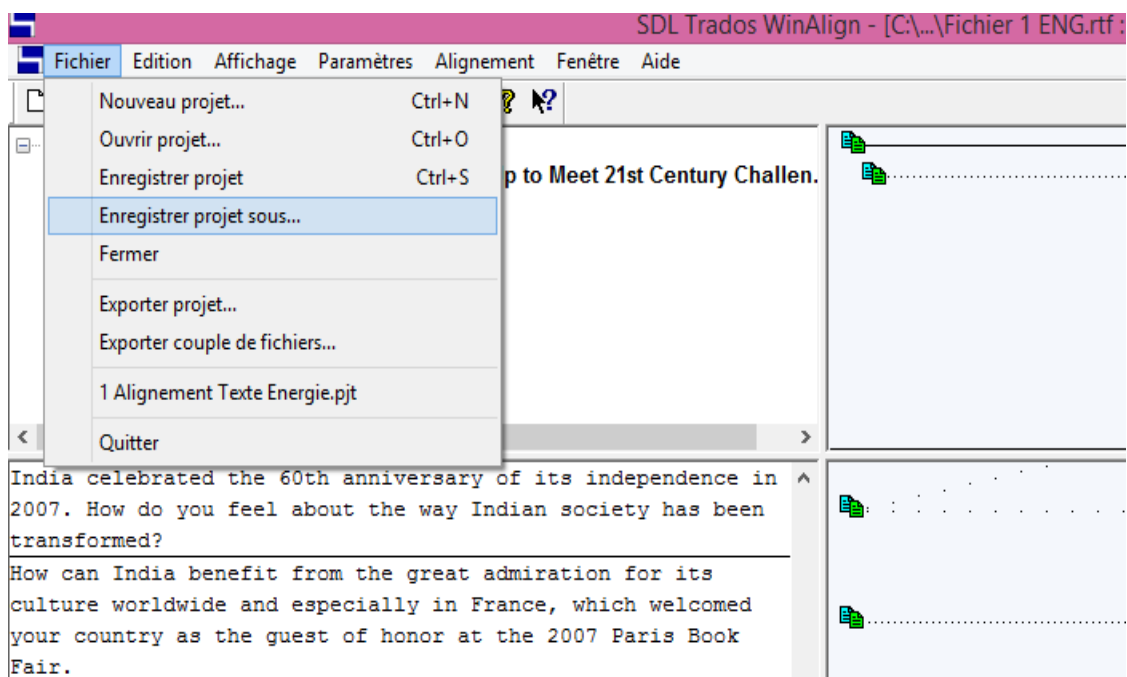 SDL Trados WinAlign - [C:\...\Fichier 1 ENG.rtf :
Fichier Edition Affichage Paramètres Alignement Fenêtre Aide
Nouveau projet... Ctrl+N
Ouvrir projet... Ctrl+O
Enregistrer projet Ctrl+S
p to Meet 21st Century Challen.
Enregistrer projet sous...
Fermer
Exporter projet...
Exporter couple de fichiers...
1 Alignement Texte Energie.pjt
Quitter
India celebrated the 60th anniversary of its independence in
2007. How do you feel about the way Indian society has been
transformed?
How can India benefit from the great admiration for its
culture worldwide and especially in France, which welcomed
your country as the guest of honor at the 2007 Paris Book
Fair.